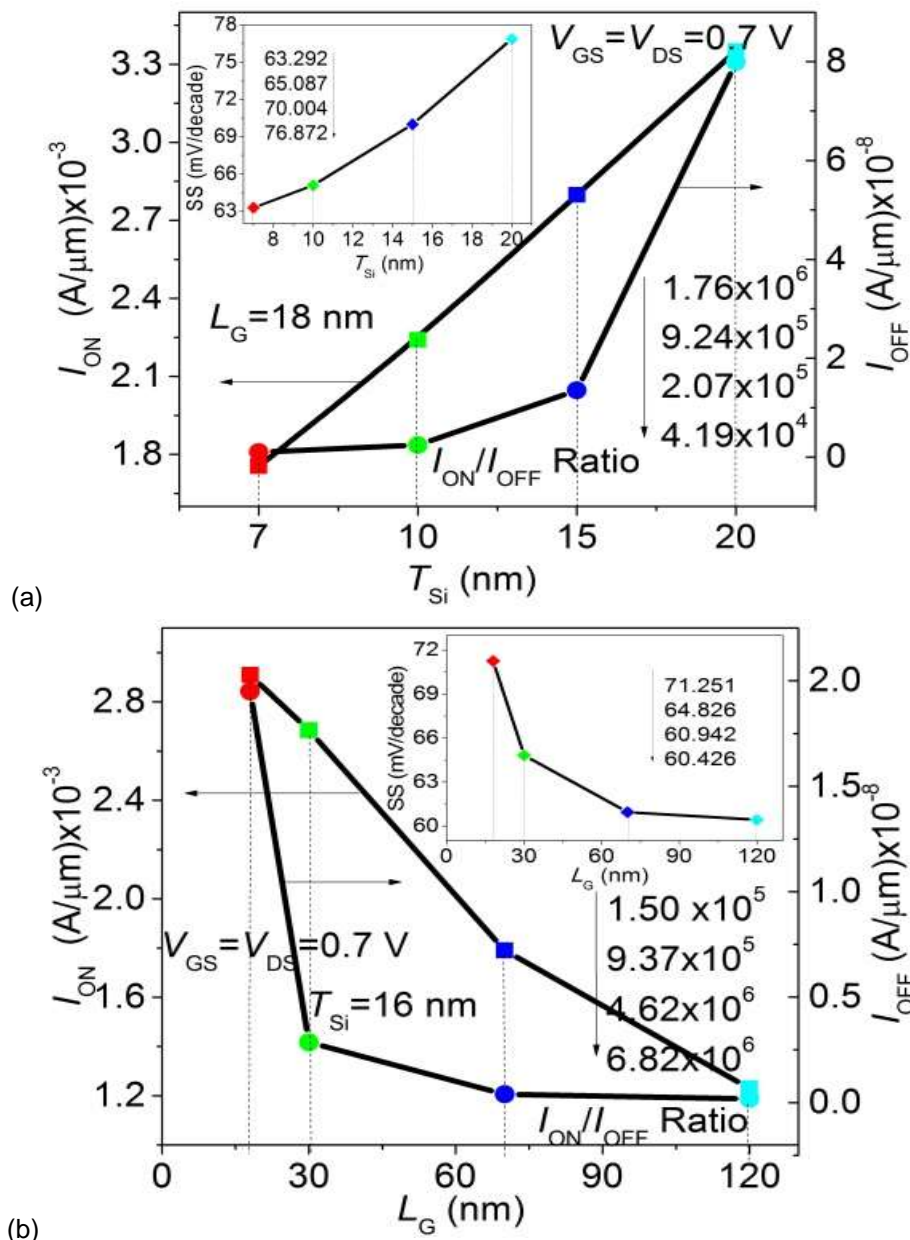 V_GS=V_DS=0.7 V
I_ON (A/μm)x10^-3
3.3
3.0
2.7
2.4
2.1
1.8
SS (mV/decade)
78
75
72
69
66
63
63.292
65.087
70.004
76.872
8 10 12 14 16 18 20
T_Si (nm)
L_G=18 nm
1.76x10^6
9.24x10^5
2.07x10^5
4.19x10^4
I_ON/I_OFF Ratio
8
6
4
2
0
I_OFF (A/μm)x10^-8
7 10 15 20
T_Si (nm)
(a)
I_ON (A/μm)x10^-3
2.8
2.4
2.0
1.6
1.2
SS (mV/decade)
72
69
66
63
60
71.251
64.826
60.942
60.426
0 30 60 90 120
L_G (nm)
V_GS=V_DS=0.7 V
T_Si=16 nm
1.50 x10^5
9.37x10^5
4.62x10^6
6.82x10^6
I_ON/I_OFF Ratio
2.0
1.5
1.0
0.5
0.0
I_OFF (A/μm)x10^-8
0 30 60 90 120
L_G (nm)
(b)